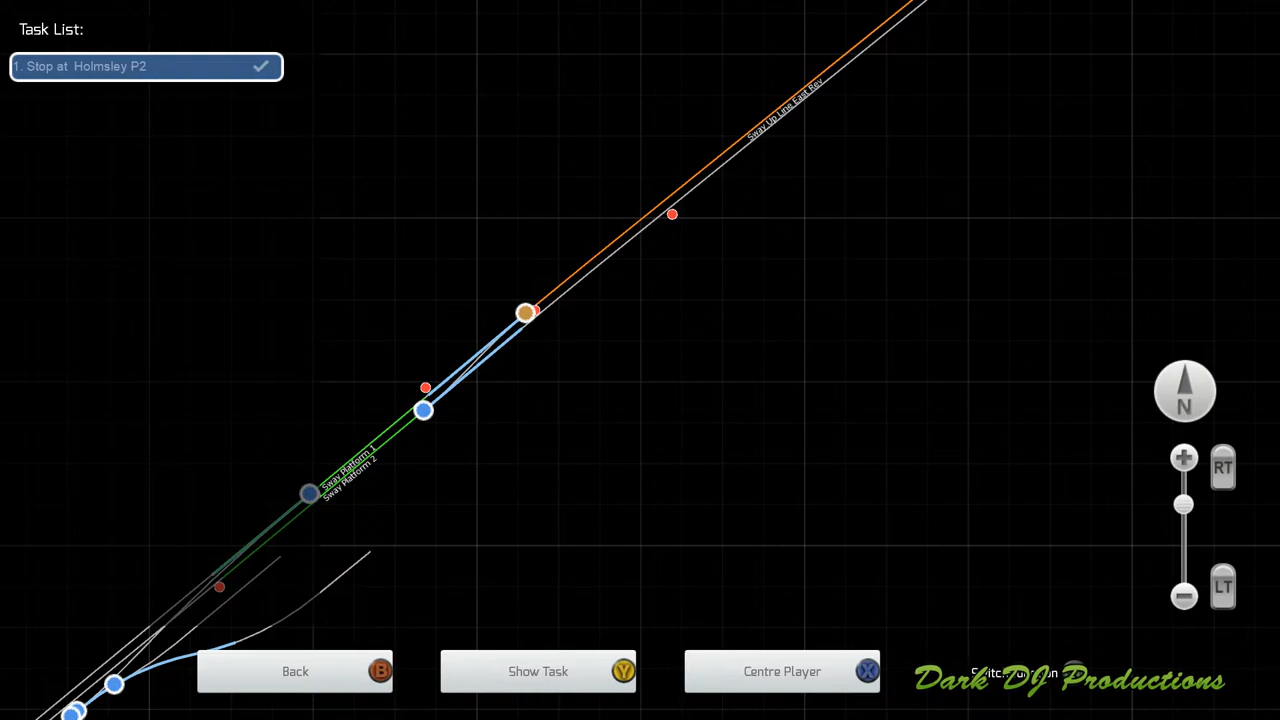 Task List:
1. Stop at Holmsley P2
Sway Up Line East Rev
Sway Platform 1
Sway Platform 2
N
RT
LT
Back B
Show Task Y
Centre Player X
Dark DJ Productions